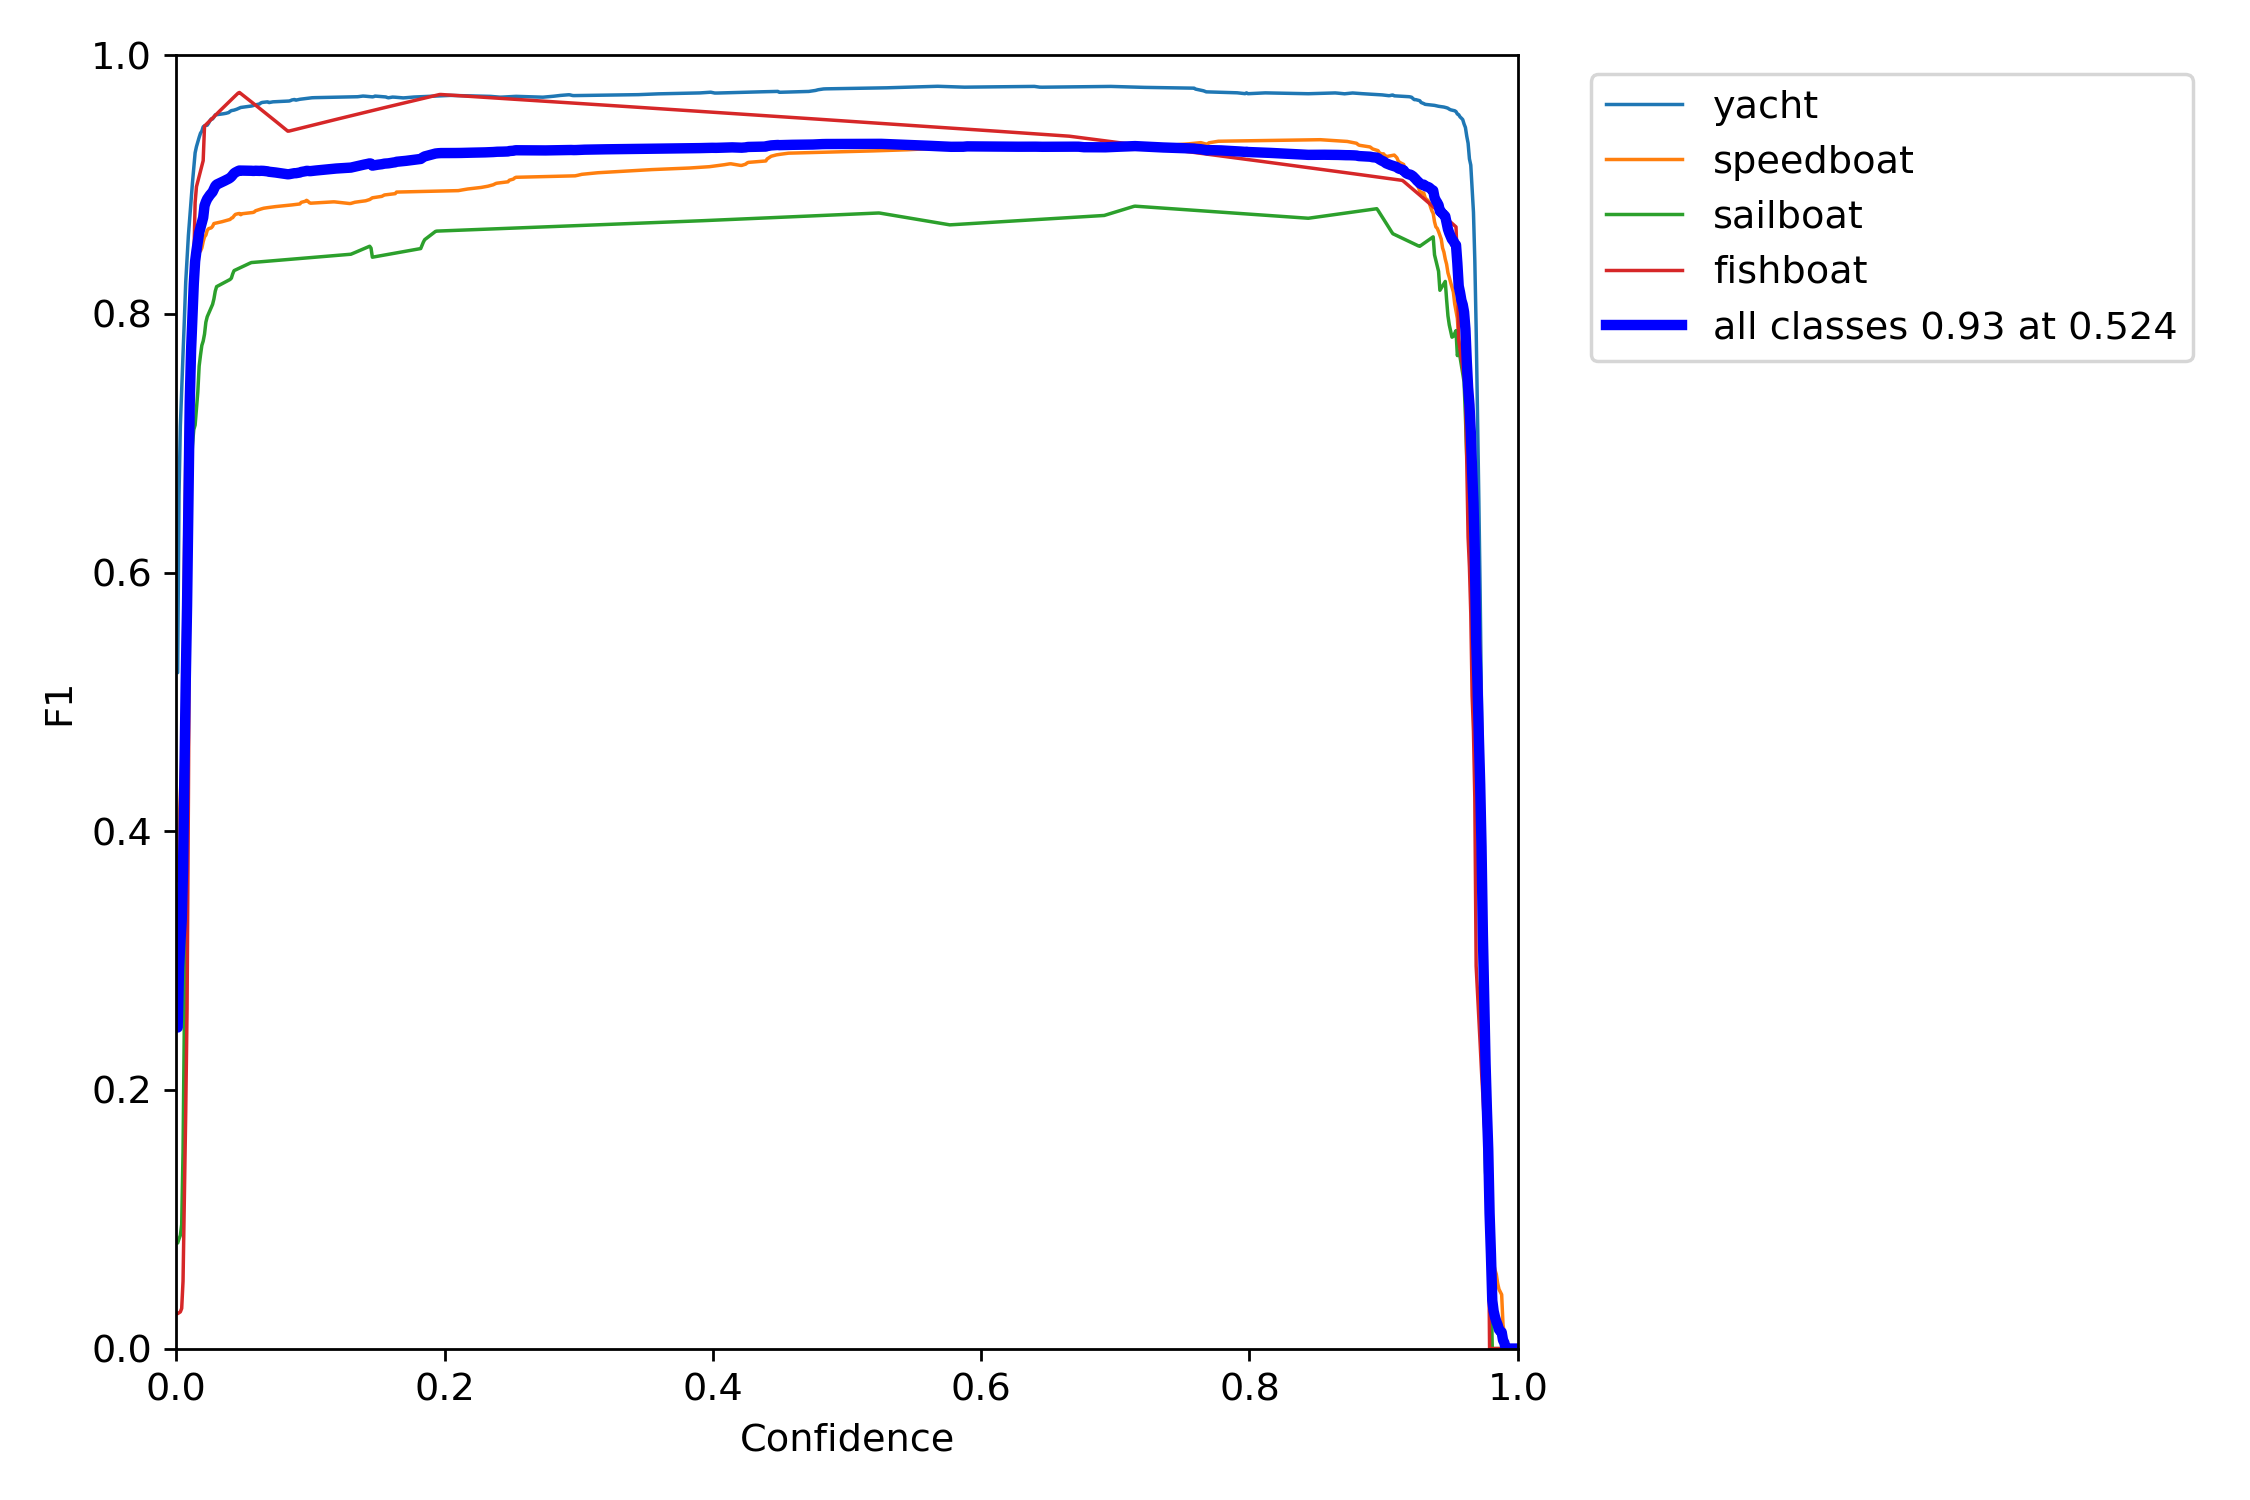 1.0
0.8
0.6
0.4
0.2
0.0
F1
0.0 0.2 0.4 0.6 0.8 1.0
Confidence
yacht
speedboat
sailboat
fishboat
all classes 0.93 at 0.524